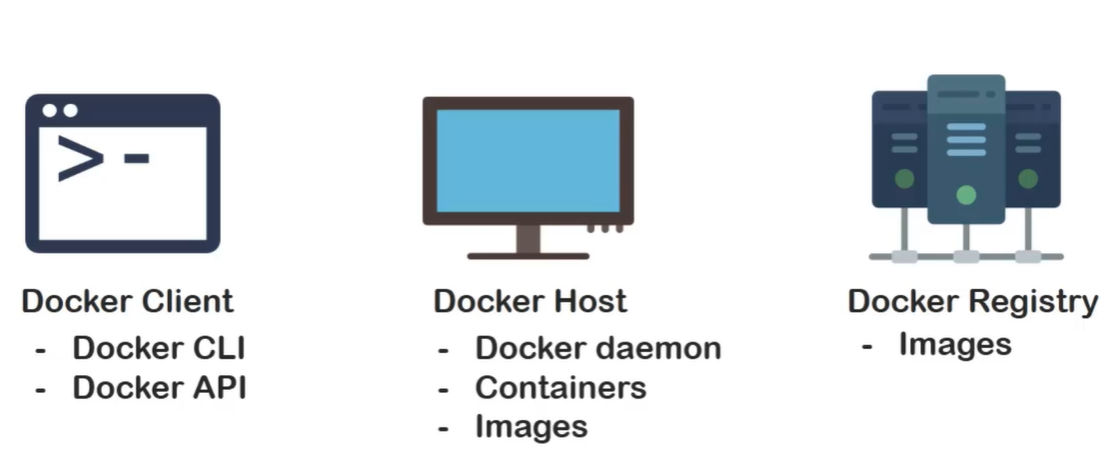 >-
Docker Client
- Docker CLI
- Docker API
Docker Host
- Docker daemon
- Containers
- Images
Docker Registry
- Images